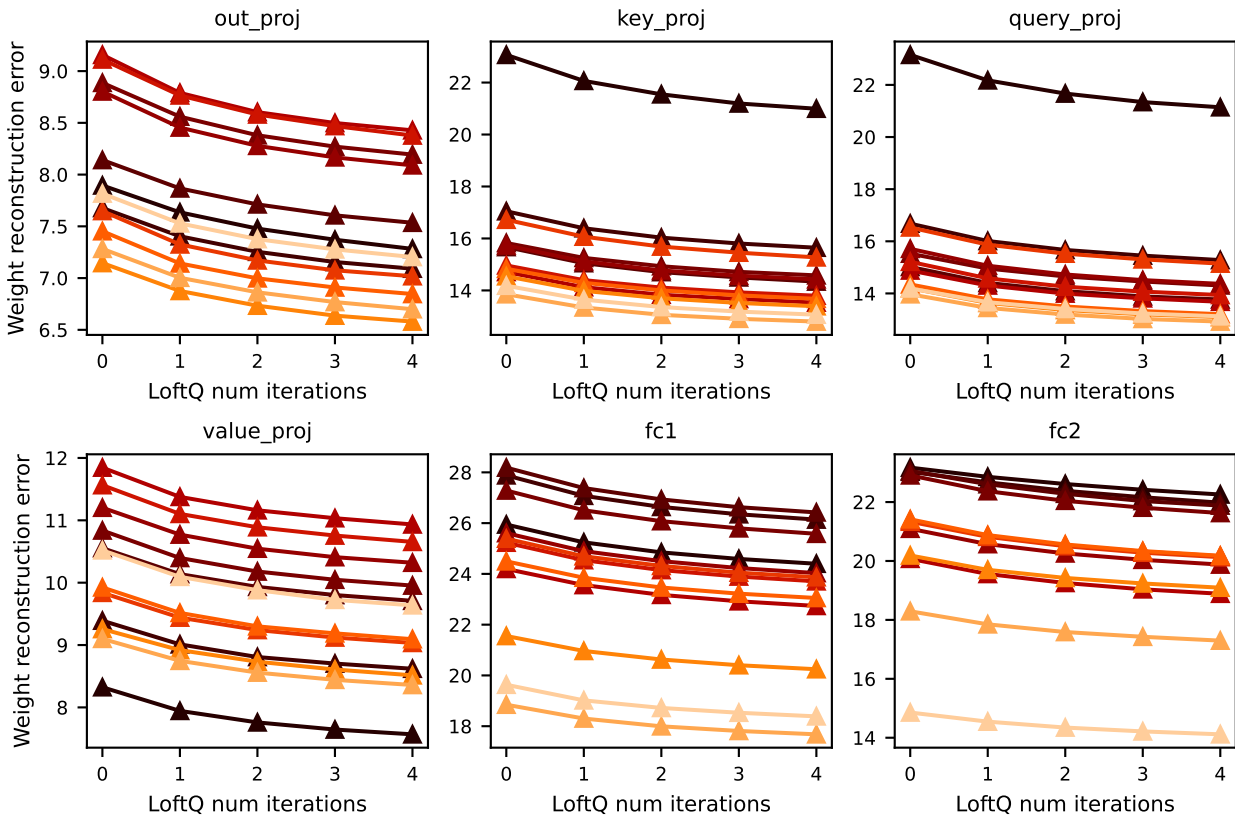 out_proj
key_proj
query_proj
Weight reconstruction error
9.0
8.5
8.0
7.5
7.0
6.5
22
20
18
16
14
22
20
18
16
14
0 1 2 3 4
0 1 2 3 4
0 1 2 3 4
LoftQ num iterations
LoftQ num iterations
LoftQ num iterations
value_proj
fc1
fc2
Weight reconstruction error
12
11
10
9
8
28
26
24
22
20
18
22
20
18
16
14
0 1 2 3 4
0 1 2 3 4
0 1 2 3 4
LoftQ num iterations
LoftQ num iterations
LoftQ num iterations